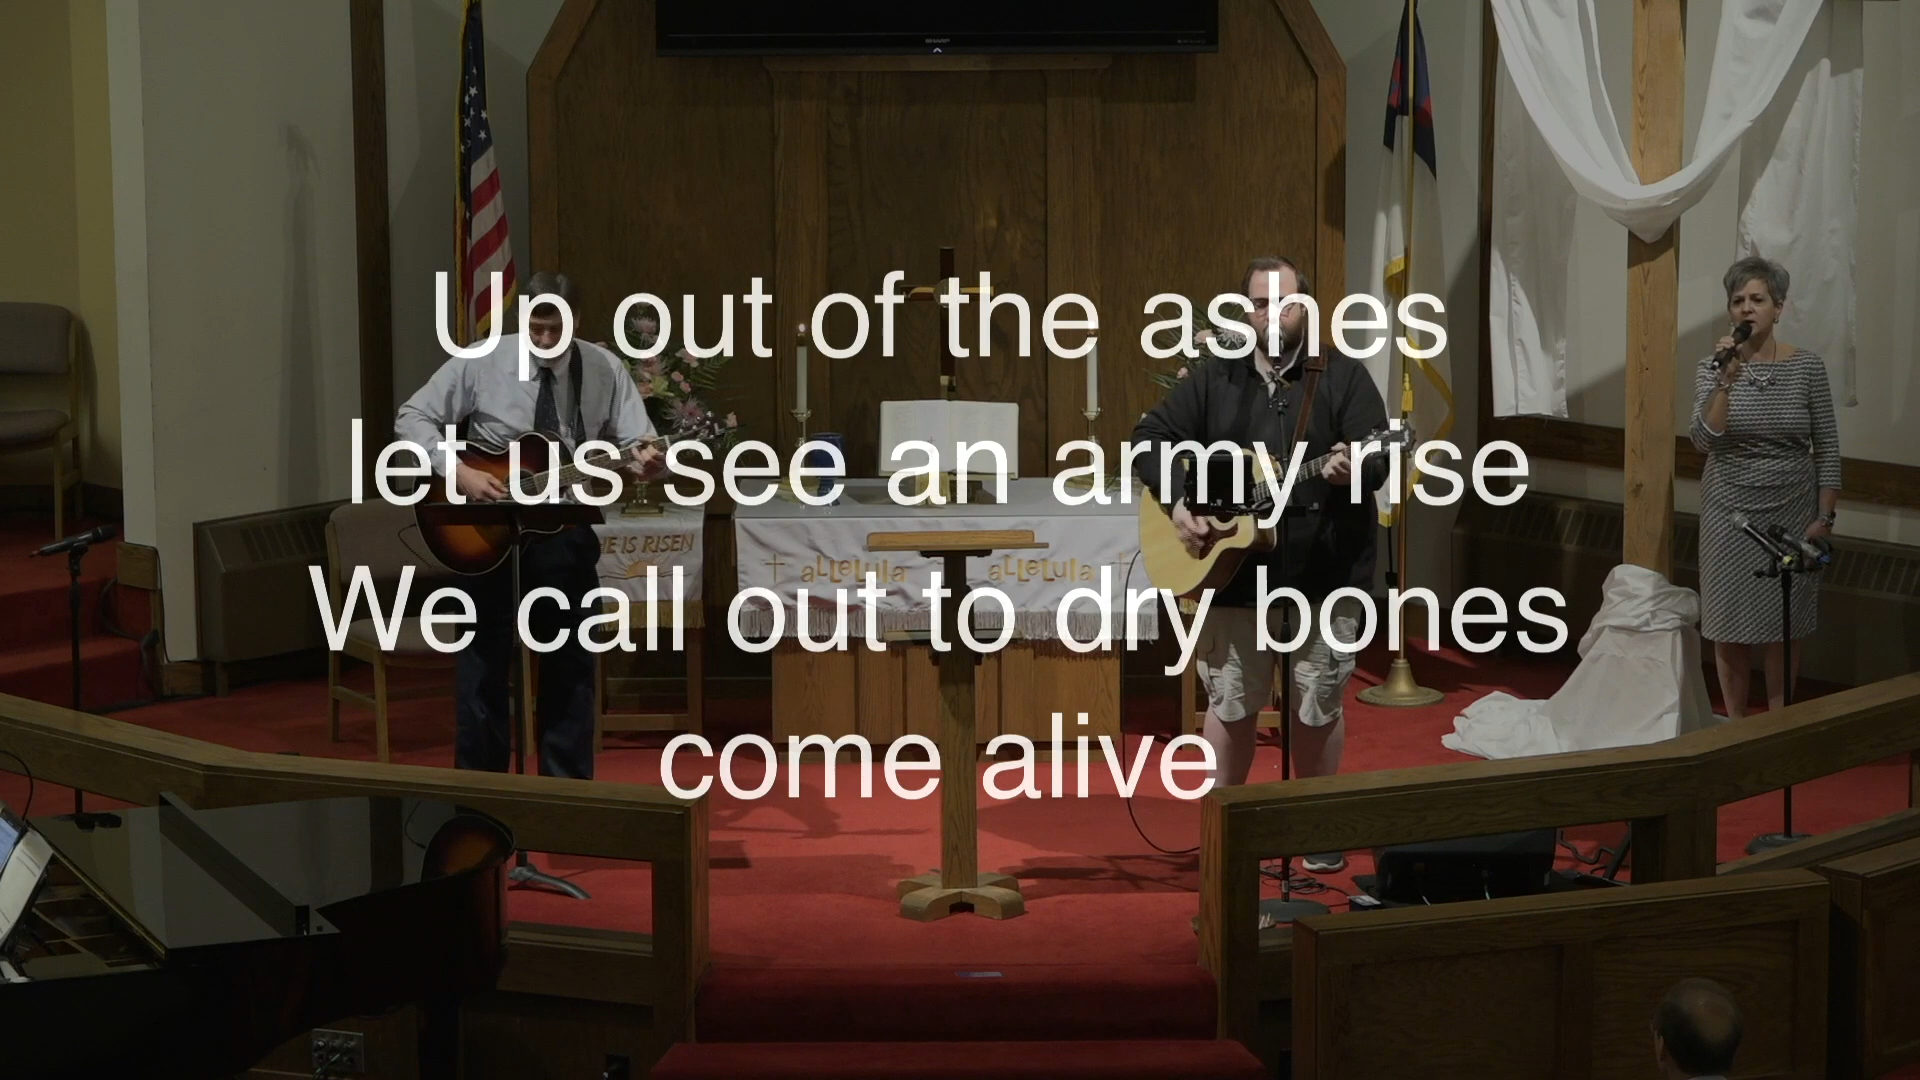 SHARP
Up out of the ashes
let us see an army rise
HE IS RISEN
alleluia alleluia
We call out to dry bones
come alive